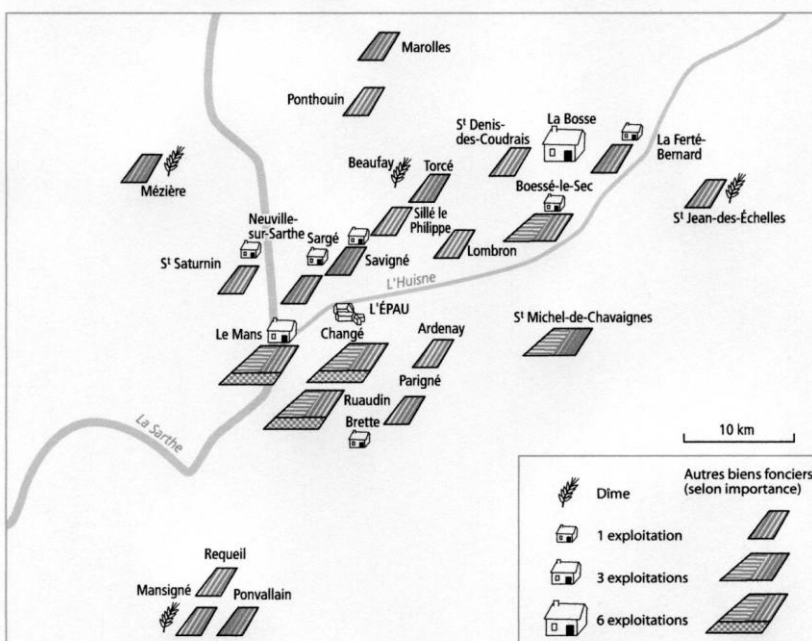 Marolles
Ponthouin
La Bosse
St Denis-
des-Coudrais
La Ferté-
Bernard
Beaufay
Torcé
Mézière
Boessé-le-Sec
St Jean-des-Échelles
Neuville-
sur-Sarthe
Sillé le
Philippe
Sargé
Savigné
Lombron
St Saturnin
L'Huisne
L'ÉPAU
St Michel-de-Chavaignes
Le Mans
Changé
Ardenay
Parigné
Ruaudin
Brette
La Sarthe
10 km
Requeil
Mansigné
Ponvallain
Dîme
Autres biens fonciers
(selon importance)
1 exploitation
3 exploitations
6 exploitations